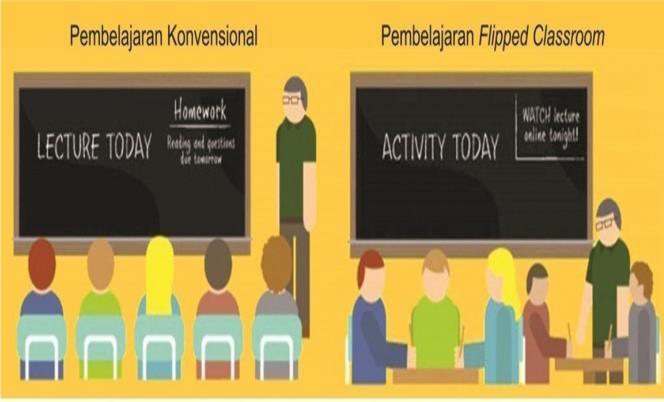 Pembelajaran Konvensional
LECTURE TODAY
Homework
Reading and questions
due tomorrow
Pembelajaran Flipped Classroom
ACTIVITY TODAY
WATCH lecture
online tonight!